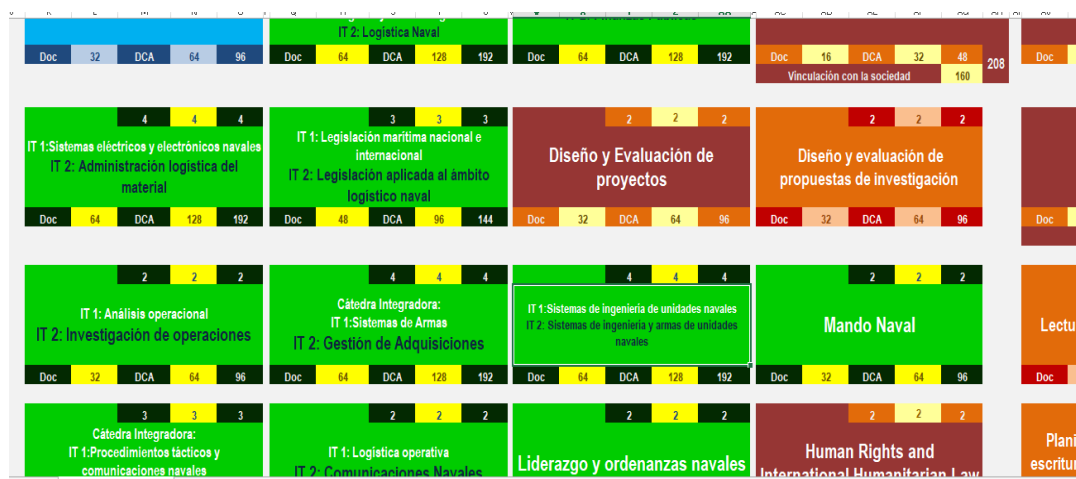 IT 2: Logística Naval
Doc 32 DCA 64 96
Doc 64 DCA 128 192
Doc 64 DCA 128 192
Doc 16 DCA 32 48
208
Doc
Vinculación con la sociedad 160
4 4 4
IT 1:Sistemas eléctricos y electrónicos navales
IT 2: Administración logística del
material
Doc 64 DCA 128 192
3 3 3
IT 1: Legislación marítima nacional e
internacional
IT 2: Legislación aplicada al ámbito
logístico naval
Doc 48 DCA 96 144
2 2 2
Diseño y Evaluación de
proyectos
Doc 32 DCA 64 96
2 2 2
Diseño y evaluación de
propuestas de investigación
Doc 32 DCA 64 96
Doc
2 2 2
IT 1: Análisis operacional
IT 2: Investigación de operaciones
Doc 32 DCA 64 96
4 4 4
Cátedra Integradora:
IT 1:Sistemas de Armas
IT 2: Gestión de Adquisiciones
Doc 64 DCA 128 192
4 4 4
IT 1:Sistemas de ingeniería de unidades navales
IT 2: Sistemas de ingeniería y armas de unidades
navales
Doc 64 DCA 128 192
2 2 2
Mando Naval
Doc 32 DCA 64 96
Lectu
Doc
3 3 3
Cátedra Integradora:
IT 1:Procedimientos tácticos y
comunicaciones navales
2 2 2
IT 1: Logística operativa
IT 2: Comunicaciones Navales
2 2 2
Liderazgo y ordenanzas navales
2 2 2
Human Rights and
International Humanitarian Law
Plani
escritur